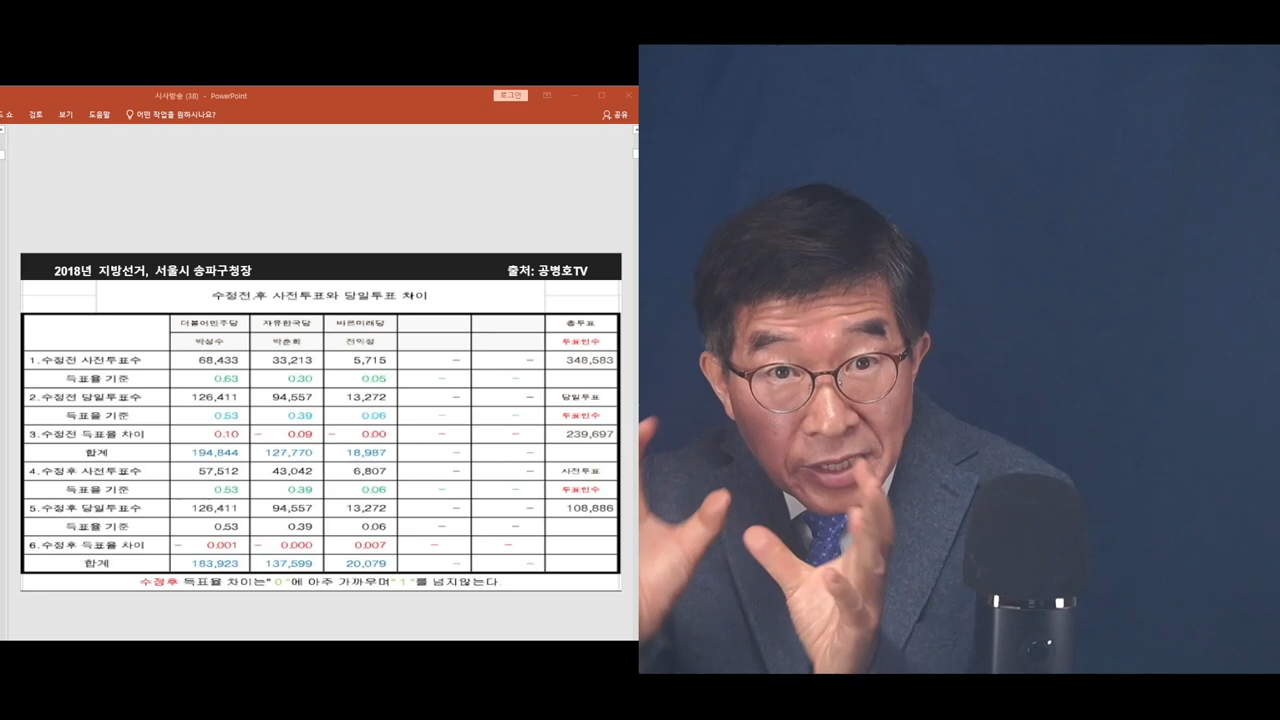 시사방송 (38) - PowerPoint 로그인
드 쇼 검토 보기 도움말 어떤 작업을 원하시나요? 공유
2018년 지방선거, 서울시 송파구청장 출처: 공병호TV
수정전,후 사전투표와 당일투표 차이
더불어민주당 자유한국당 바른미래당 총투표
박성수 박춘희 투표인수
1.수정전 사전투표수 68,433 33,213 5,715 - - 348,583
득표율 기준 0.63 0.30 0.05 - -
2.수정전 당일투표수 126,411 94,557 13,272 - - 당일투표
득표율 기준 0.53 0.39 0.06 - - 투표인수
3.수정전 득표율 차이 0.10 - 0.09 - 0.00 - - 239,697
합계 194,844 127,770 18,987 - -
4.수정후 사전투표수 57,512 43,042 6,807 - - 사전투표
득표율 기준 0.53 0.39 0.06 - - 투표인수
5.수정후 당일투표수 126,411 94,557 13,272 - - 108,886
득표율 기준 0.53 0.39 0.06 - -
6.수정후 득표율 차이 - 0.001 - 0.000 0.007 - -
합계 183,923 137,599 20,079 - -
수정후 득표율 차이는"0"에 아주 가까우며"1"를 넘지않는다.